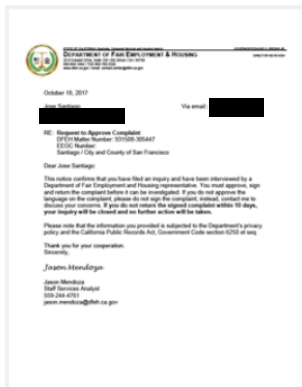 DEPARTMENT OF FAIR EMPLOYMENT & HOUSING
October 18, 2017
Jose Santiago
Via email:
RE: Request to Approve Complaint
DFEH Matter Number:
EEOC Number:
Santiago / City and County of San Francisco
Dear Jose Santiago:
This notice confirms that you have filed an inquiry and have been interviewed by a
Department of Fair Employment and Housing representative. You must approve, sign
and return the complaint before it can be investigated. If you do not approve the
language on the complaint, please do not sign the complaint, instead, contact me to
discuss your concerns. If you do not return the signed complaint within 10 days,
your inquiry will be closed and no further action will be taken.
Please note that the information you provided is subject to the Department's privacy
policy and the California Public Records Act, Government Code section 6250 et seq.
Thank you for your cooperation.
Sincerely,
Jason Mendoza
Jason Mendoza
Staff Services Analyst
559-244-4761
jason.mendoza@dfeh.ca.gov